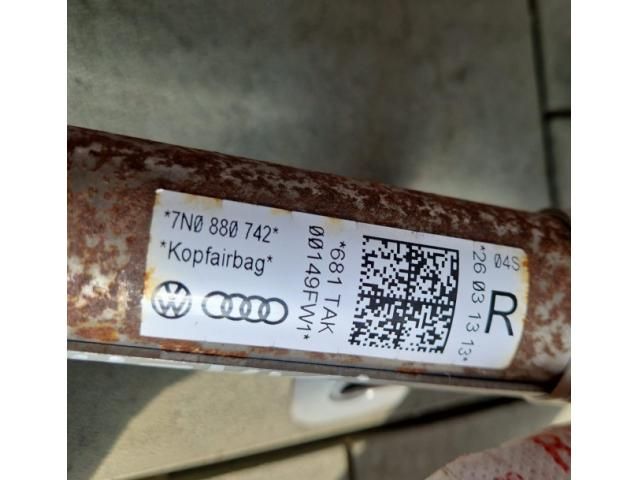 *7N0 880 742*
*Kopfairbag*
*681 TAK
00149FW1*
04S
*26 03 13 13*
R